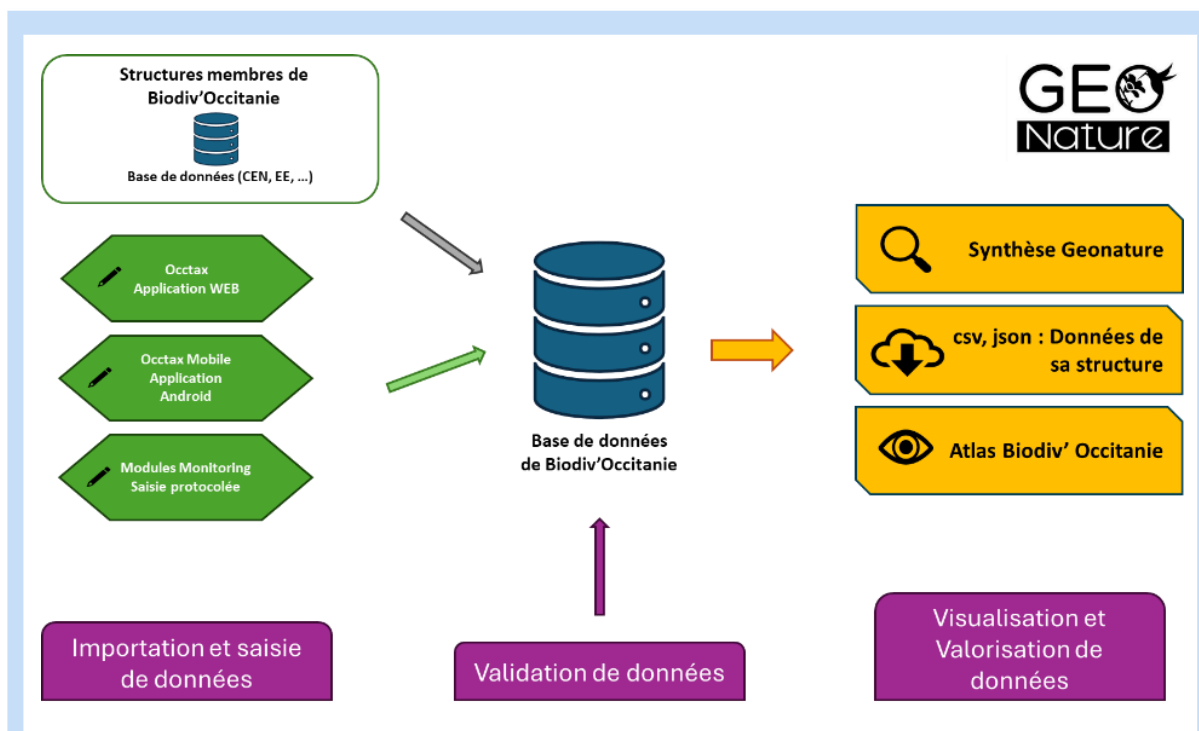 Structures membres de
Biodiv'Occitanie
Base de données (CEN, EE, ...)
GEO
Nature
Occtax
Application WEB
Occtax Mobile
Application
Android
Modules Monitoring
Saisie protocolée
Base de données
de Biodiv'Occitanie
Synthèse Geonature
csv, json : Données de
sa structure
Atlas Biodiv’ Occitanie
Importation et saisie
de données
Validation de données
Visualisation et
Valorisation de
données